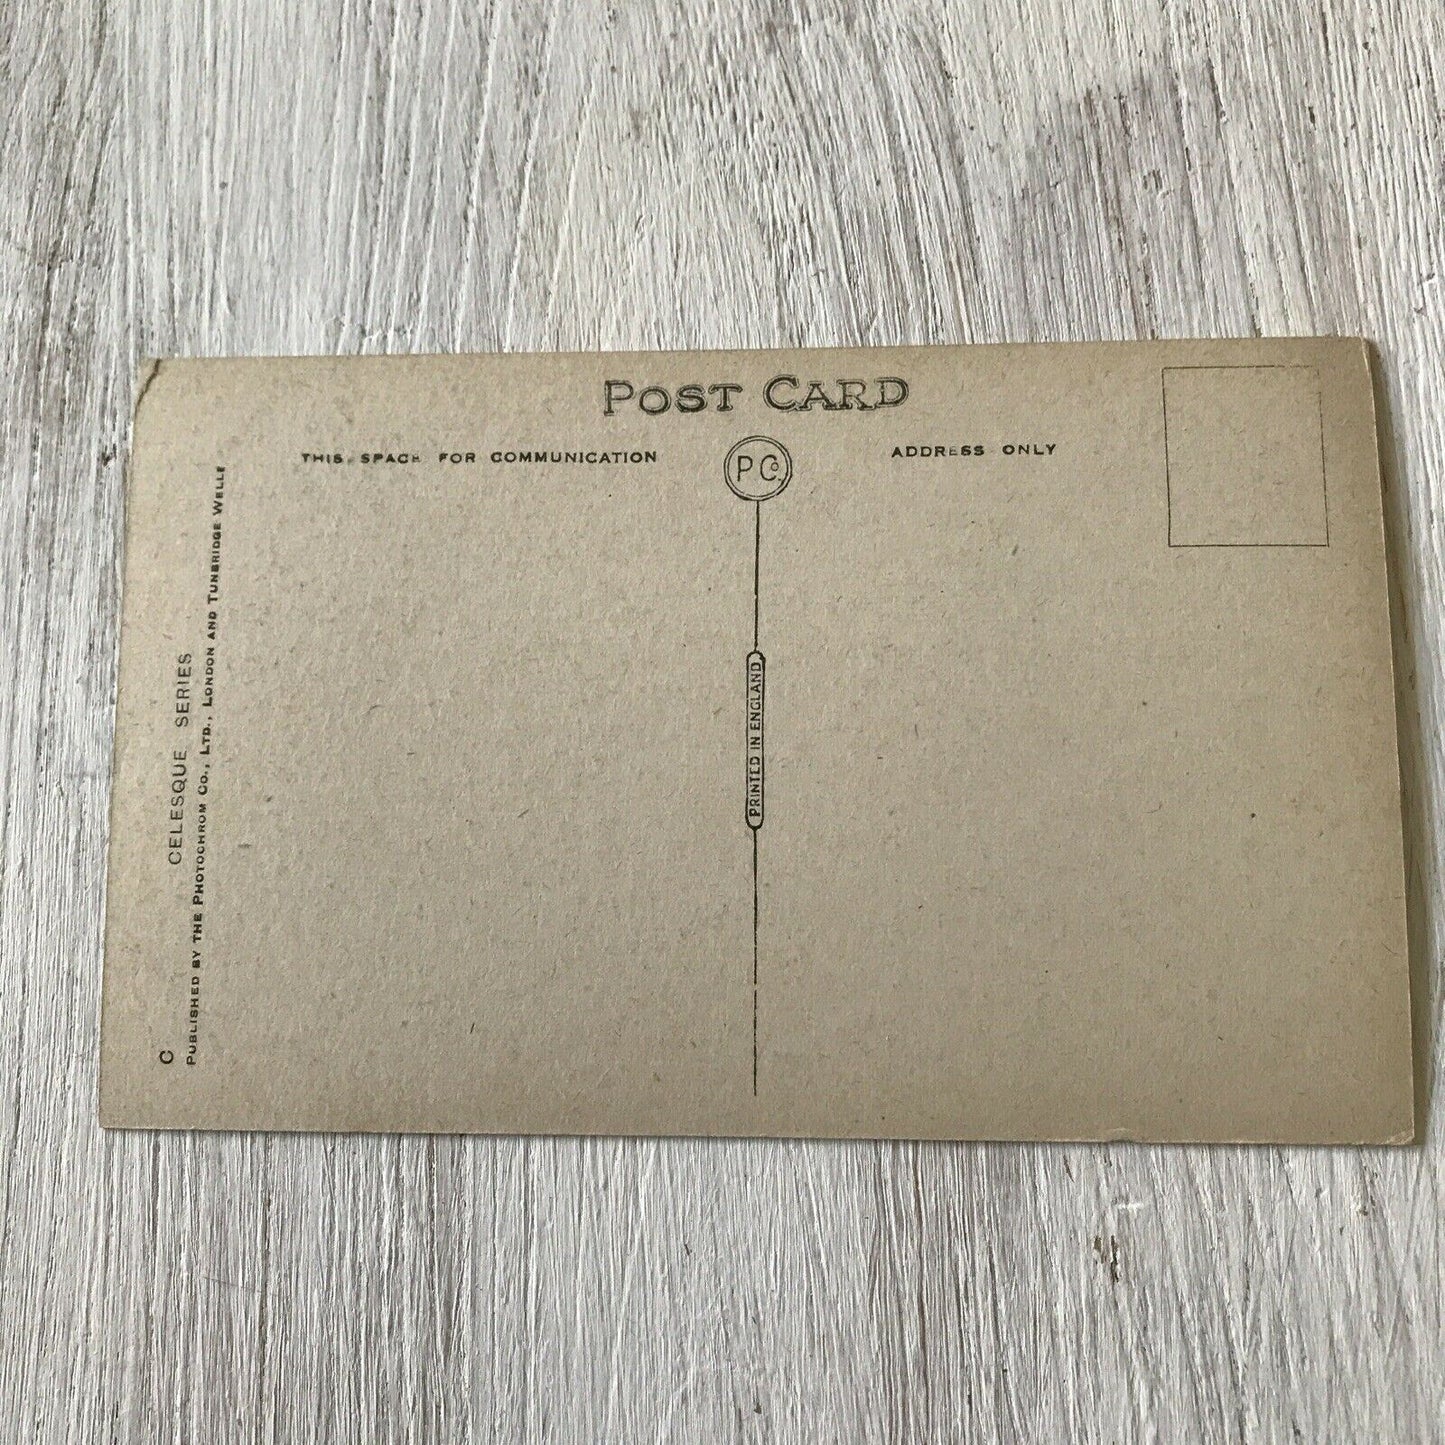 POST CARD
THIS SPACE FOR COMMUNICATION
ADDRESS ONLY
P Co.
PRINTED IN ENGLAND
C
CELESQUE SERIES
PUBLISHED BY THE PHOTOCHROM CO., LTD., LONDON AND TUNBRIDGE WELLS